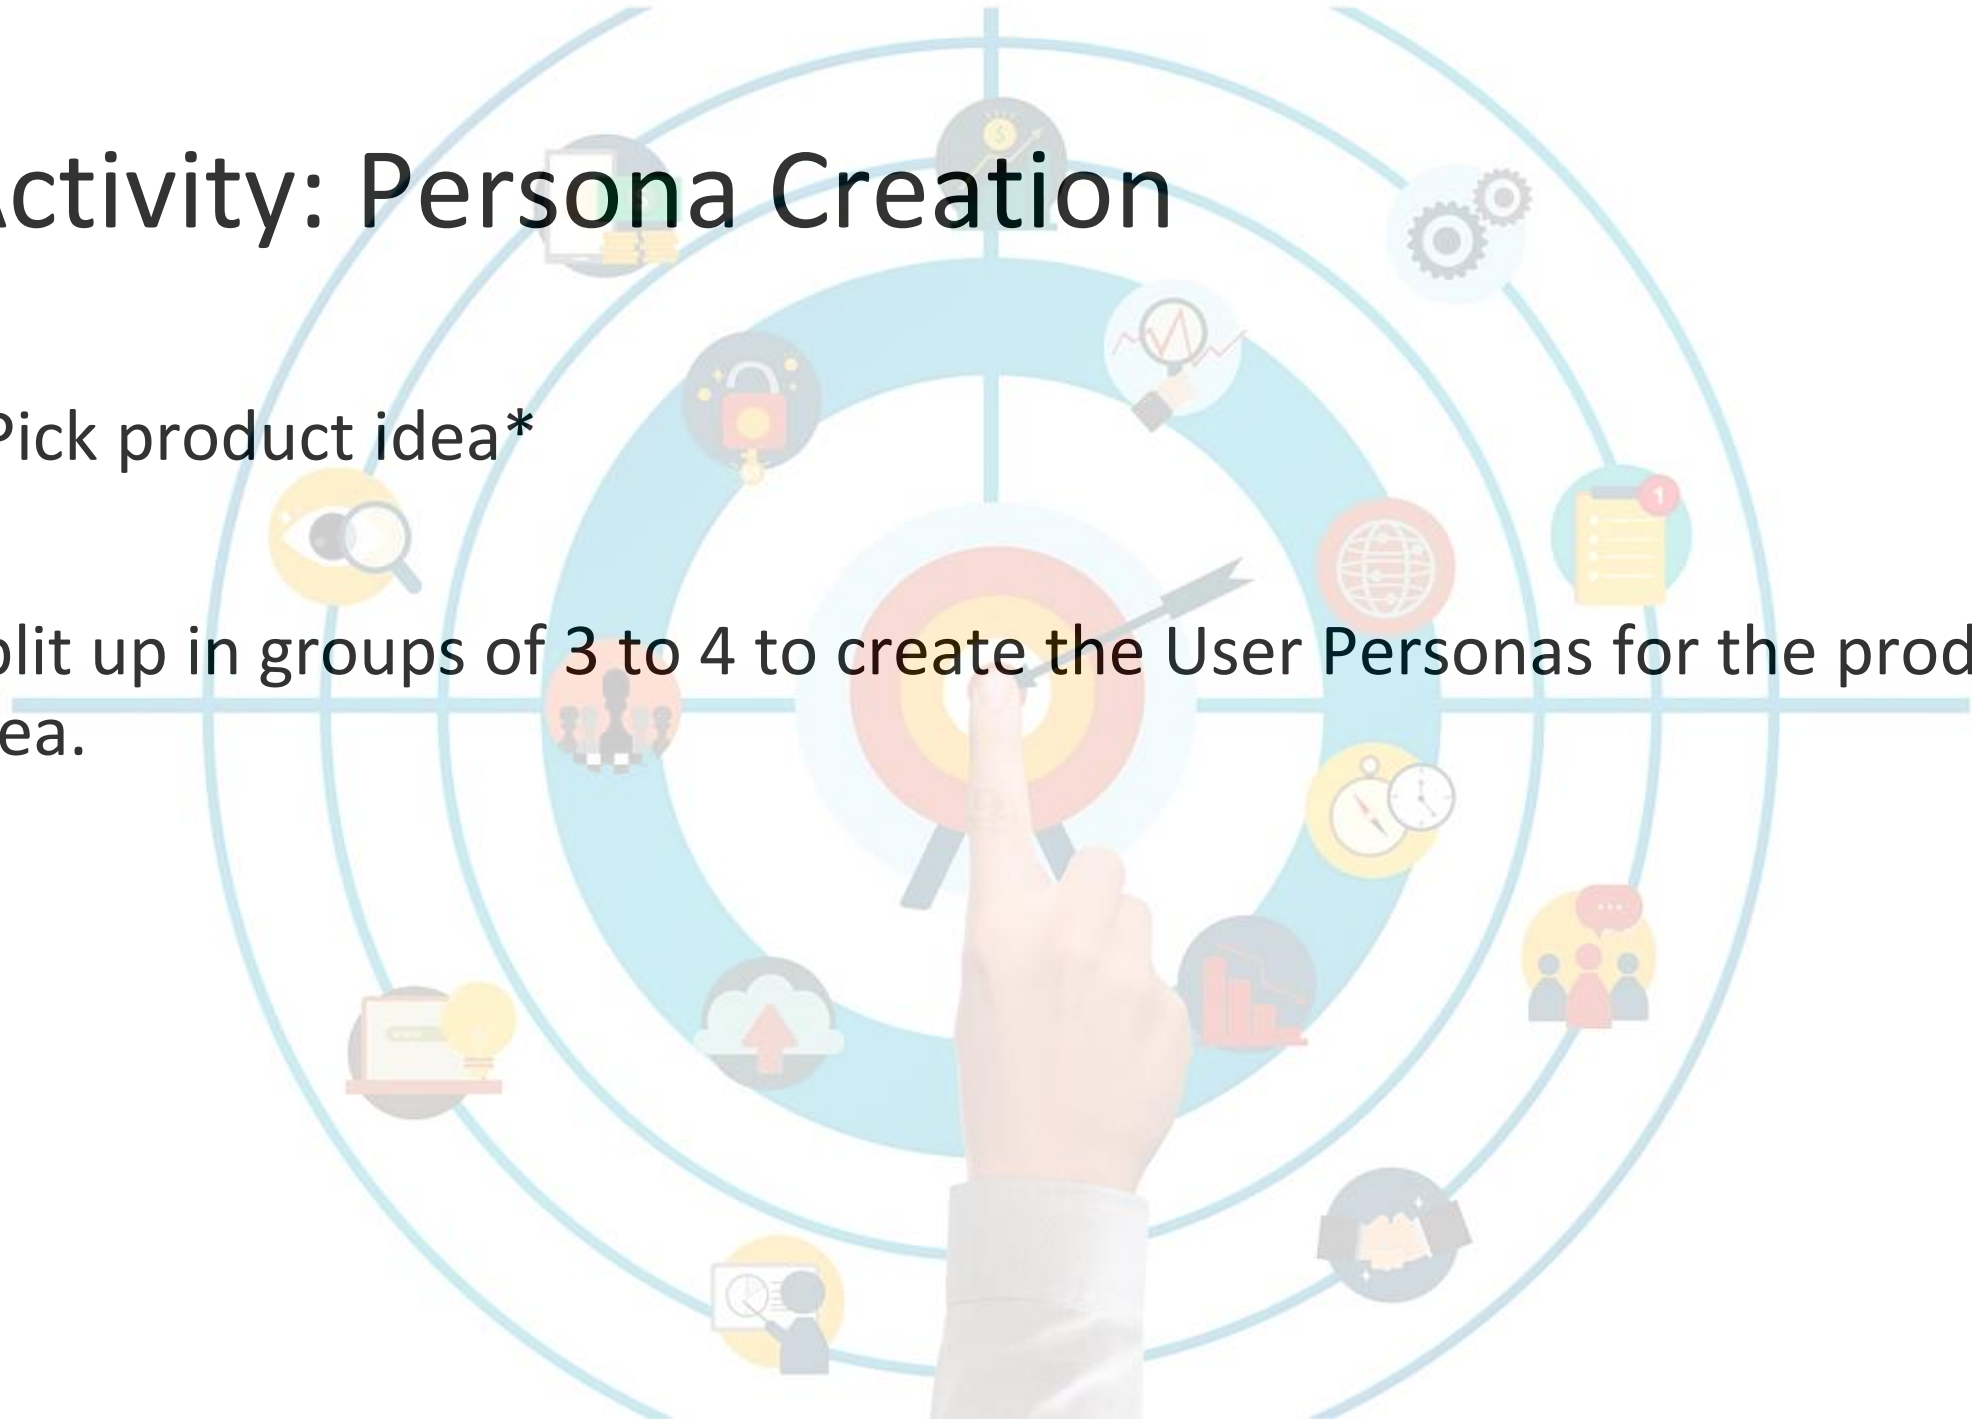 ctivity: Persona Creation
Pick product idea*
plit up in groups of 3 to 4 to create the User Personas for the prod
ea.